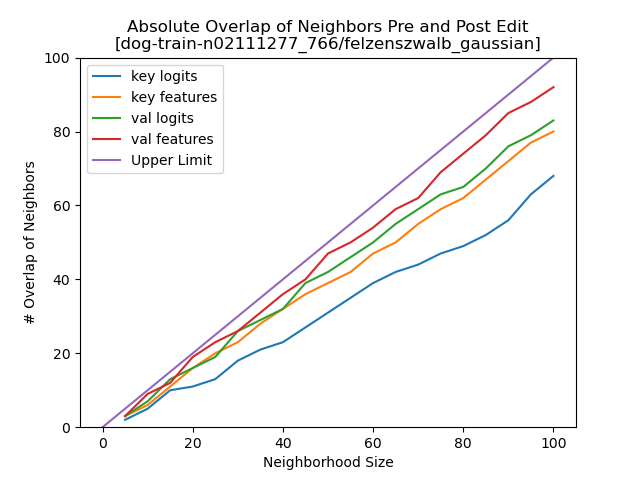 Absolute Overlap of Neighbors Pre and Post Edit
[dog-train-n02111277_766/felzenszwalb_gaussian]
100
80
60
40
20
0
# Overlap of Neighbors
key logits
key features
val logits
val features
Upper Limit
0 20 40 60 80 100
Neighborhood Size